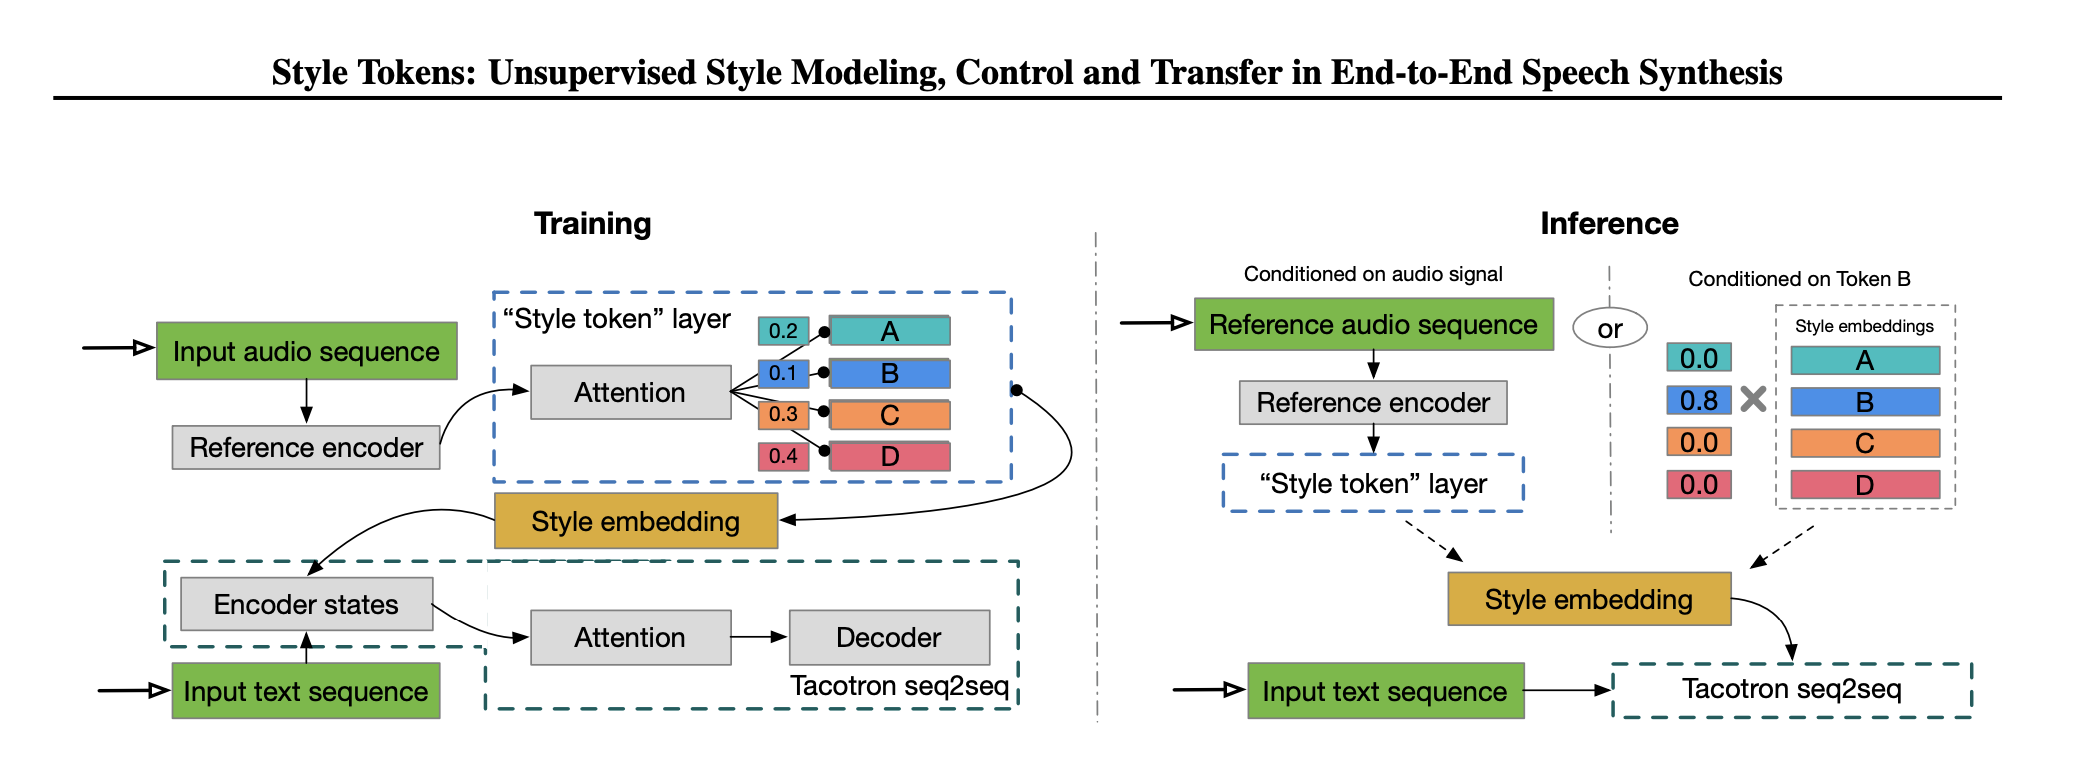 Style Tokens: Unsupervised Style Modeling, Control and Transfer in End-to-End Speech Synthesis
Training
Input audio sequence
Reference encoder
“Style token” layer
Attention
0.2 A
0.1 B
0.3 C
0.4 D
Style embedding
Encoder states
Input text sequence
Attention
Decoder
Tacotron seq2seq
Inference
Conditioned on audio signal
Reference audio sequence
Reference encoder
“Style token” layer
or
Conditioned on Token B
Style embeddings
0.0 A
0.8 B
0.0 C
0.0 D
Style embedding
Input text sequence
Tacotron seq2seq